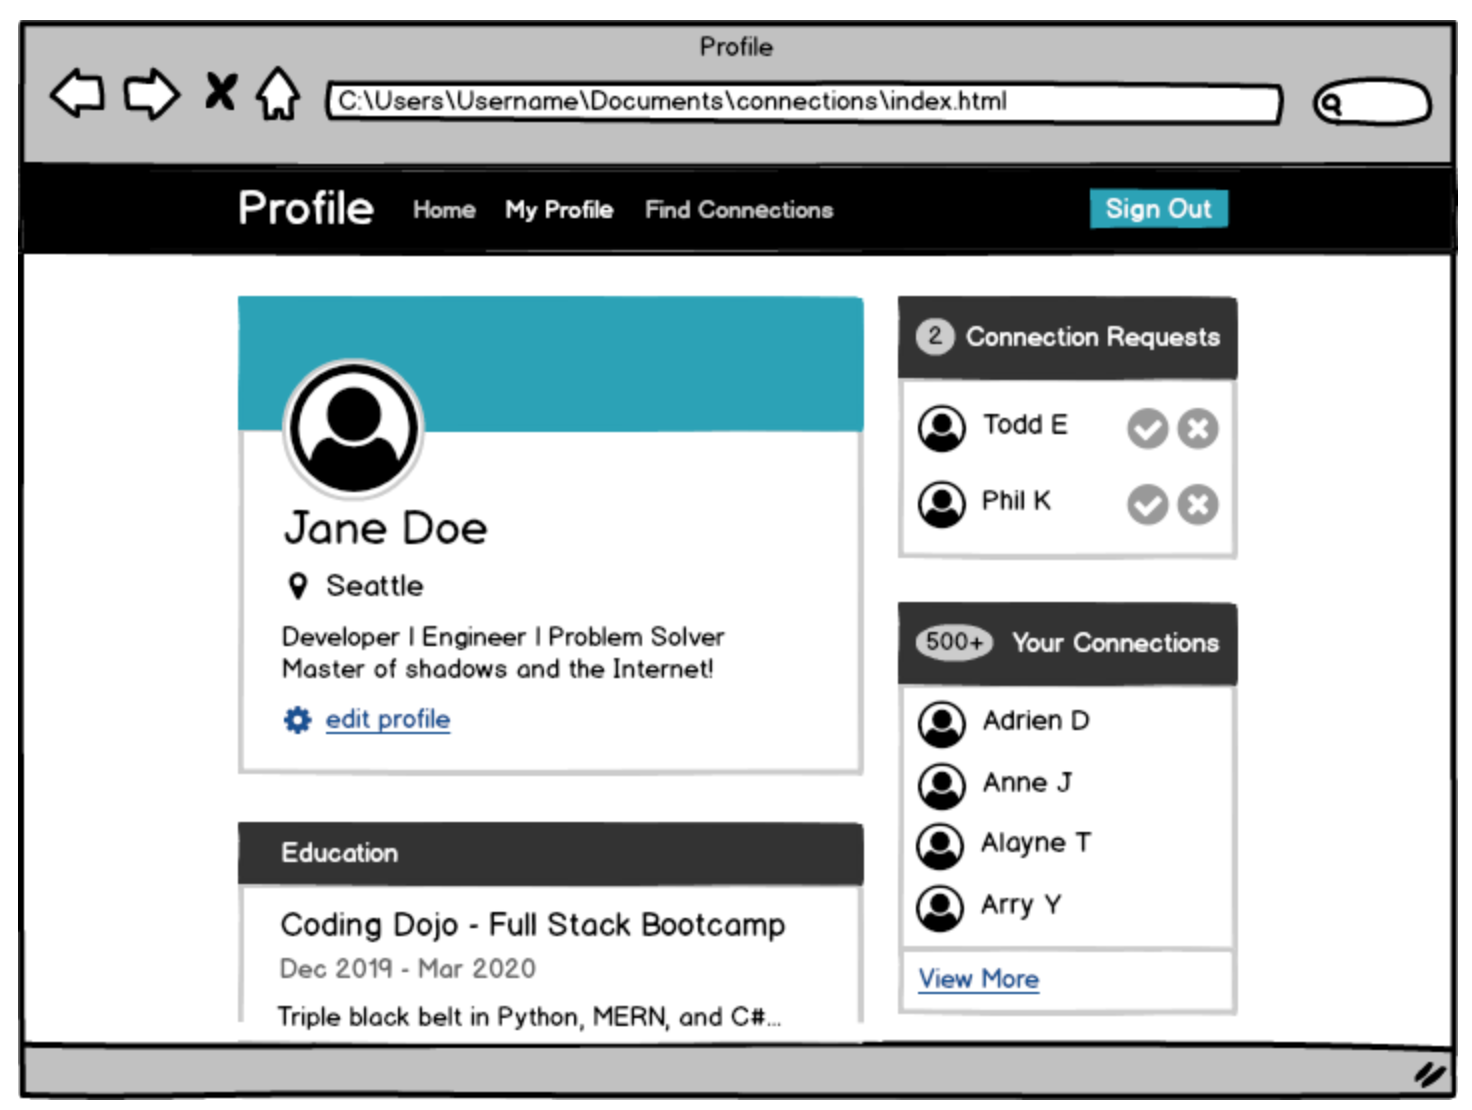 Profile
C:\Users\Username\Documents\connections\index.html
Profile Home My Profile Find Connections Sign Out
Jane Doe
Seattle
Developer | Engineer | Problem Solver
Master of shadows and the Internet!
edit profile
Education
Coding Dojo - Full Stack Bootcamp
Dec 2019 - Mar 2020
Triple black belt in Python, MERN, and C#...
2 Connection Requests
Todd E
Phil K
500+ Your Connections
Adrien D
Anne J
Alayne T
Arry Y
View More